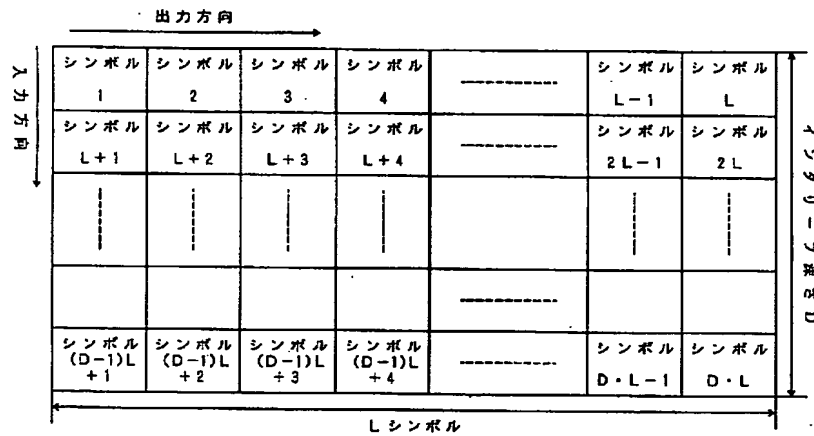 出力方向
入力方向
シンボル シンボル シンボル シンボル シンボル シンボル
1 2 3 4 L-1 L
シンボル シンボル シンボル シンボル シンボル シンボル
L+1 L+2 L+3 L+4 2L-1 2L
シンボル シンボル シンボル シンボル シンボル シンボル
(D-1)L (D-1)L (D-1)L (D-1)L
+1 +2 +3 +4 D・L-1 D・L
Lシンボル
インタリーブ深さD